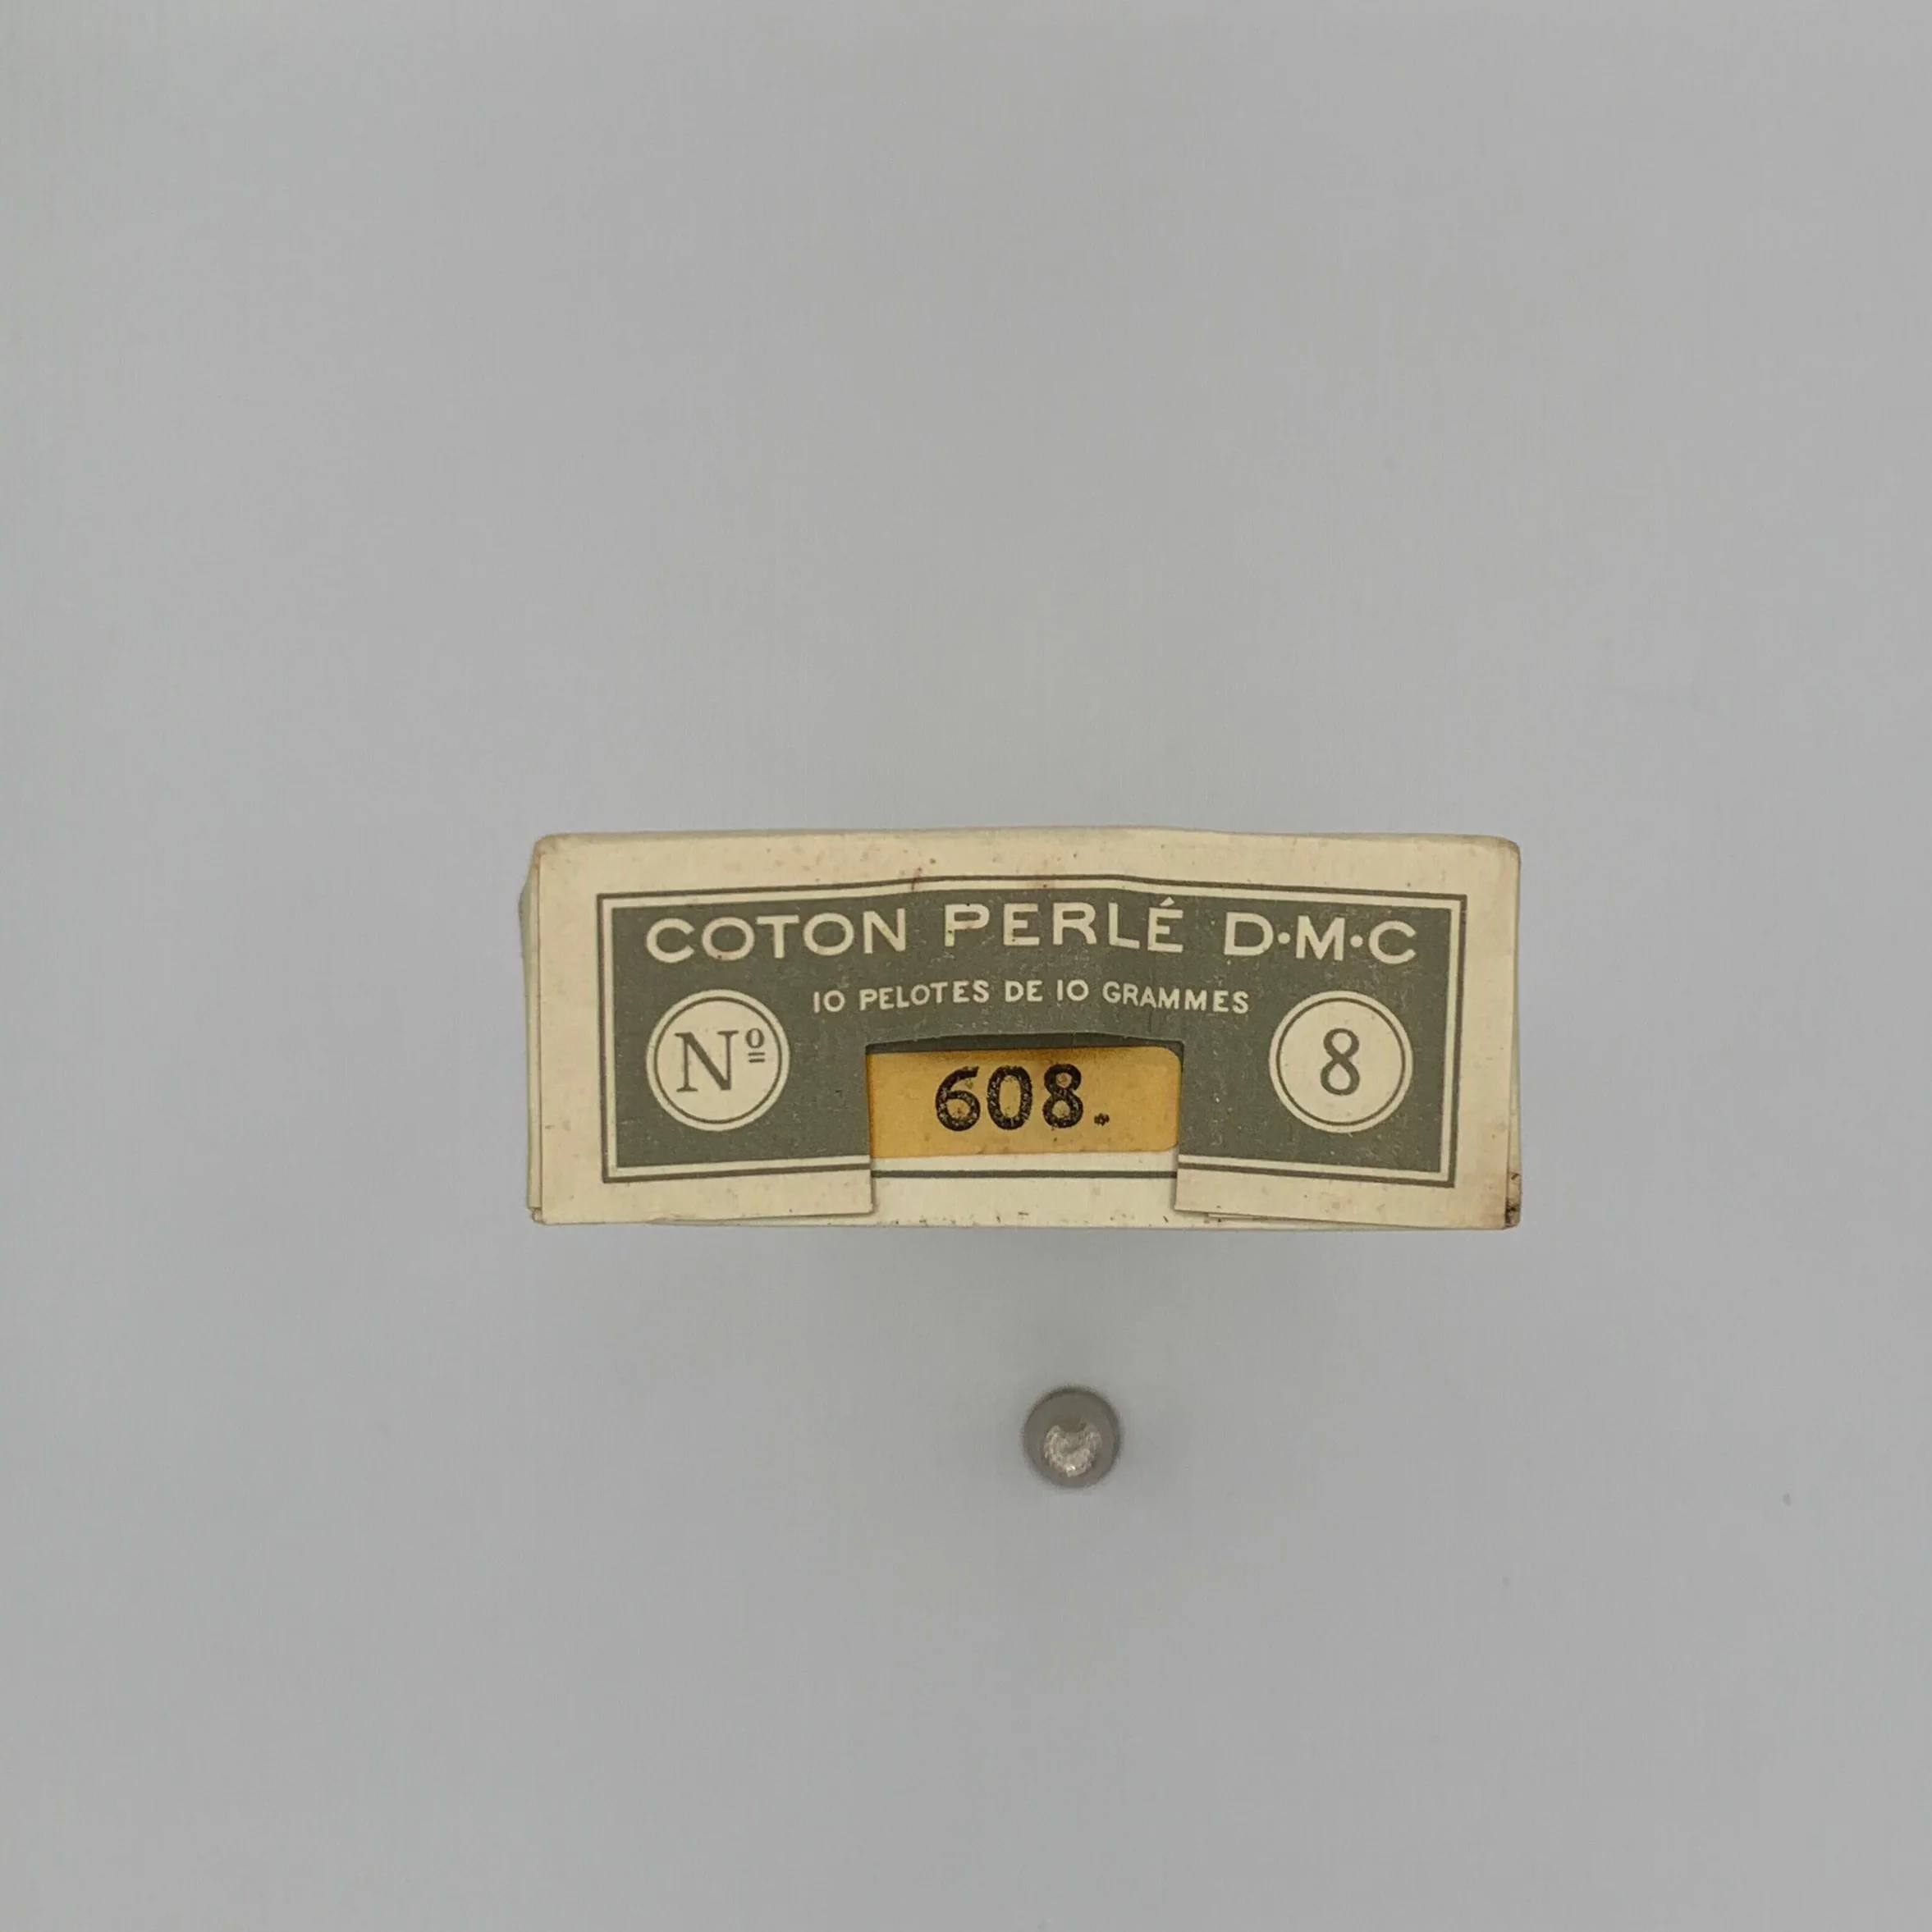 COTON PERLÉ D·M·C
10 PELOTES DE 10 GRAMMES
Nº 8
608.